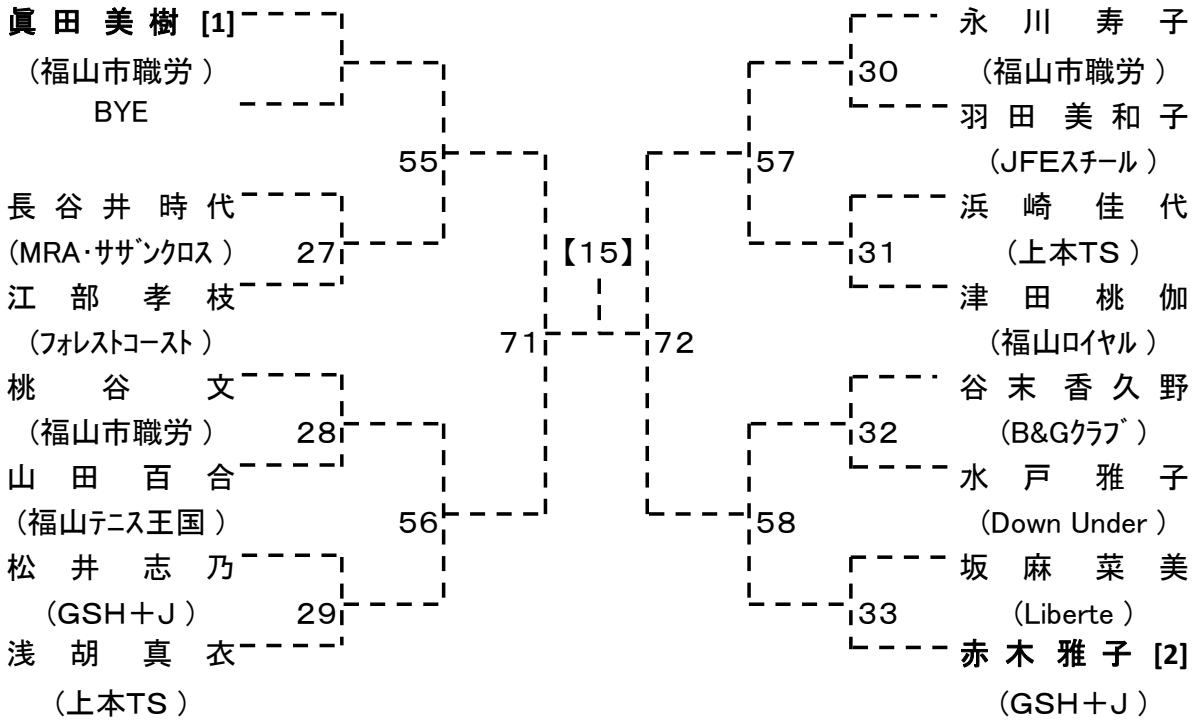 眞田美樹 [1]
(福山市職労)
BYE
55
長谷井時代
(MRA・サザンクロス)
27
江部孝枝
(フォレストコースト)
71
桃谷文
(福山市職労)
28
山田百合
(福山テニス王国)
56
松井志乃
(GSH+J)
29
浅胡真衣
(上本TS)
【15】
永川寿子
30
(福山市職労)
羽田美和子
(JFEスチール)
57
浜崎佳代
31
(上本TS)
津田桃伽
(福山ロイヤル)
72
谷末香久野
32
(B&Gクラブ)
水戸雅子
(Down Under)
58
坂麻菜美
33
(Liberte)
赤木雅子 [2]
(GSH+J)